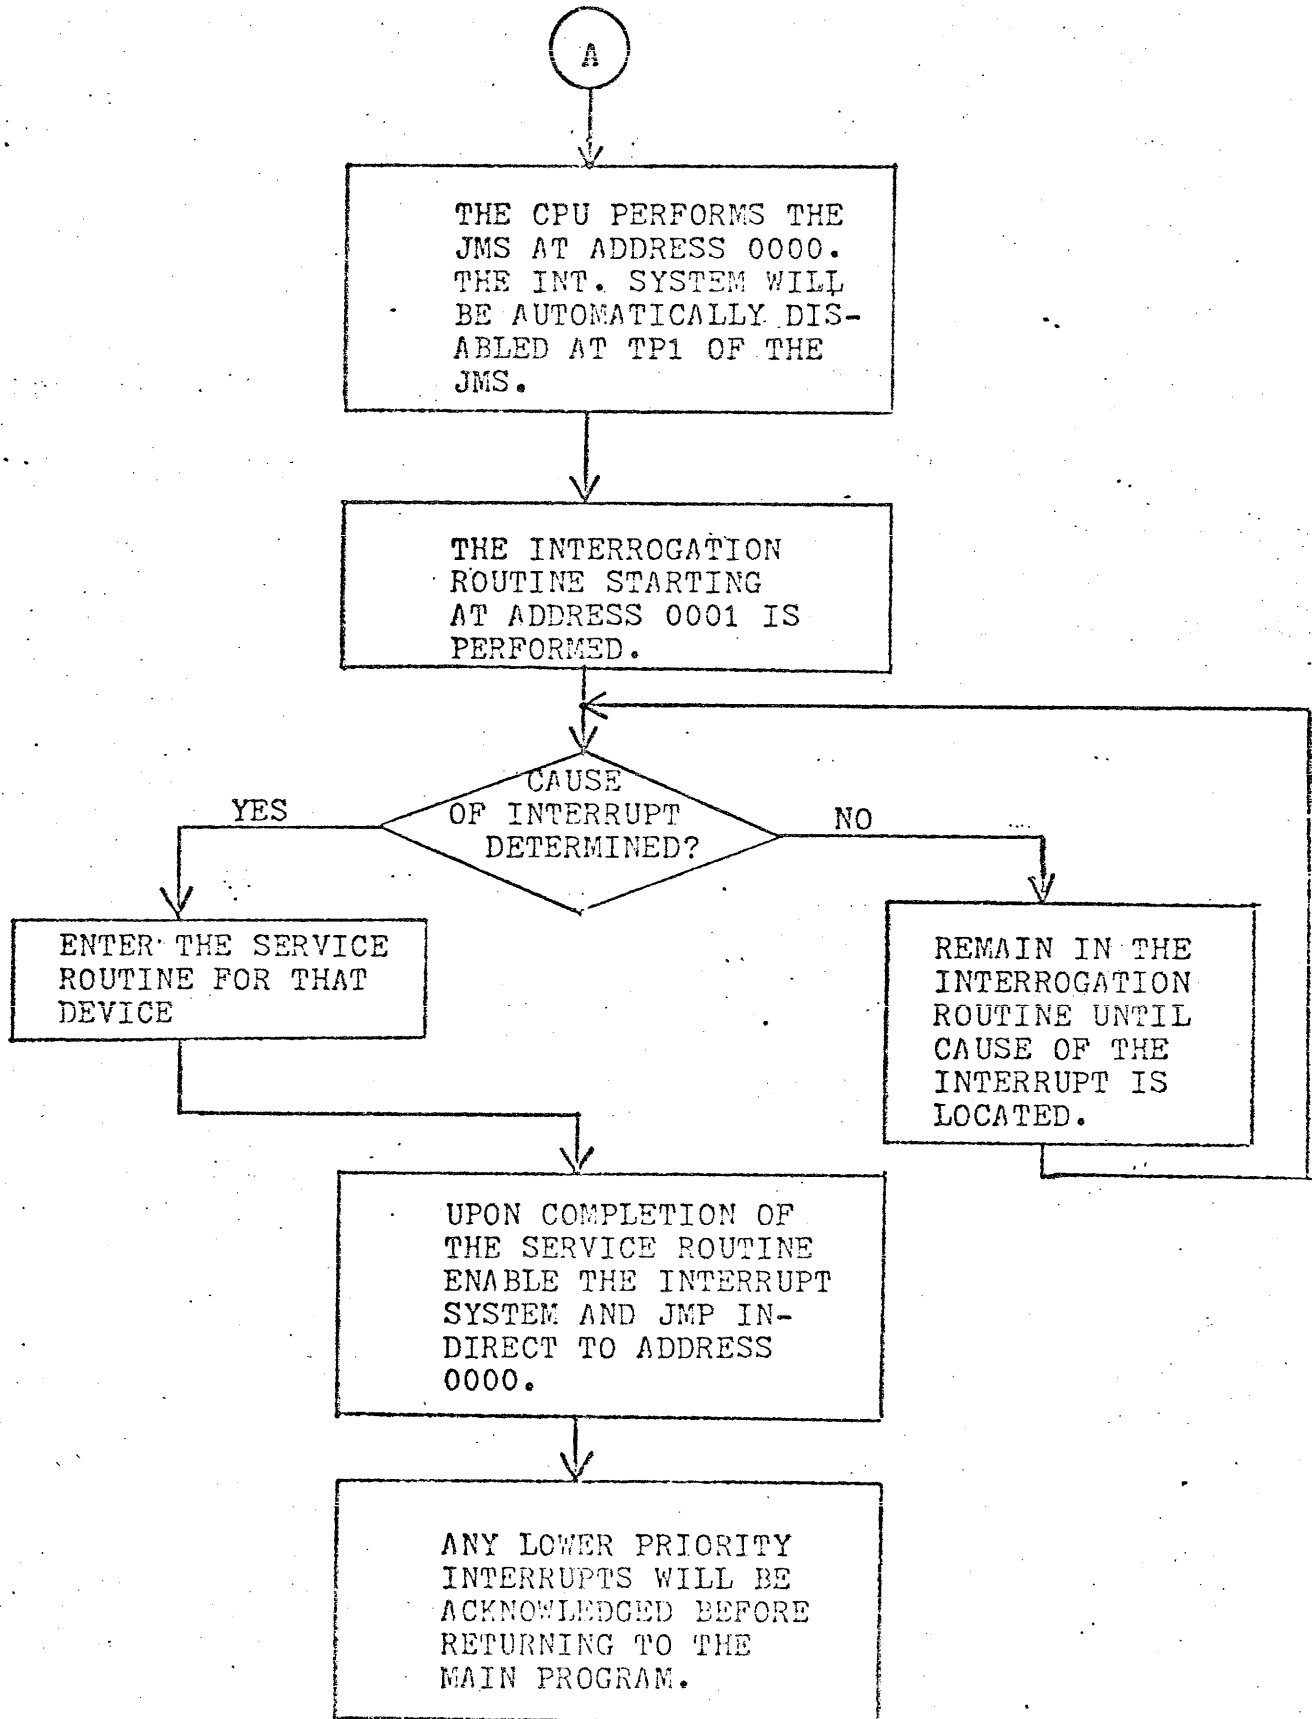 A
THE CPU PERFORMS THE
JMS AT ADDRESS 0000.
THE INT. SYSTEM WILL
BE AUTOMATICALLY DIS-
ABLED AT TP1 OF THE
JMS.
THE INTERROGATION
ROUTINE STARTING
AT ADDRESS 0001 IS
PERFORMED.
CAUSE
OF INTERRUPT
DETERMINED?
YES
NO
ENTER THE SERVICE
ROUTINE FOR THAT
DEVICE
REMAIN IN THE
INTERROGATION
ROUTINE UNTIL
CAUSE OF THE
INTERRUPT IS
LOCATED.
UPON COMPLETION OF
THE SERVICE ROUTINE
ENABLE THE INTERRUPT
SYSTEM AND JMP IN-
DIRECT TO ADDRESS
0000.
ANY LOWER PRIORITY
INTERRUPTS WILL BE
ACKNOWLEDGED BEFORE
RETURNING TO THE
MAIN PROGRAM.